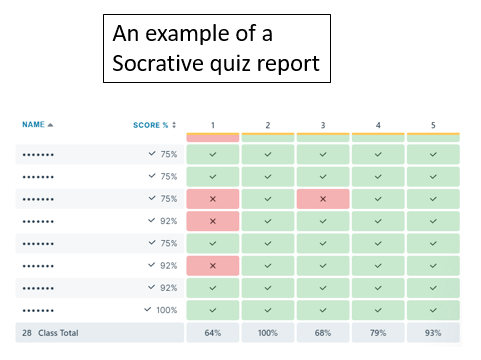 An example of a
Socrative quiz report
NAME SCORE % 1 2 3 4 5
••••••• ✓ 75% ✓ ✓ ✓ ✓ ✓
••••••• ✓ 75% ✓ ✓ ✓ ✓ ✓
••••••• ✓ 75% ✕ ✓ ✕ ✓ ✓
••••••• ✓ 92% ✕ ✓ ✓ ✓ ✓
••••••• ✓ 75% ✓ ✓ ✓ ✓ ✓
••••••• ✓ 92% ✕ ✓ ✓ ✓ ✓
••••••• ✓ 92% ✓ ✓ ✓ ✓ ✓
••••••• ✓ 100% ✓ ✓ ✓ ✓ ✓
28 Class Total 64% 100% 68% 79% 93%